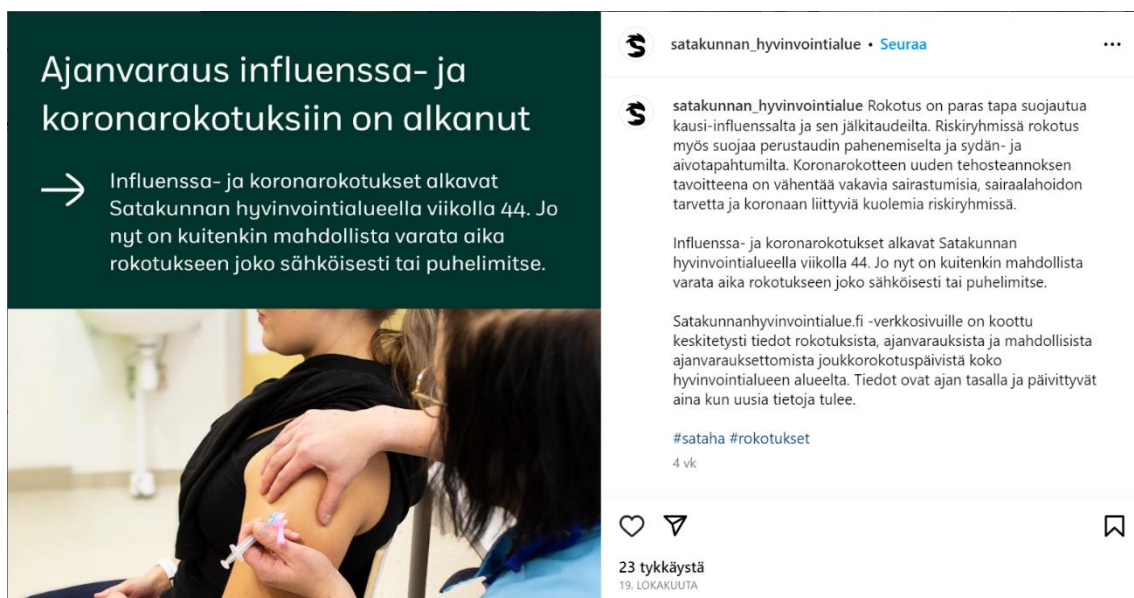 Ajanvaraus influenssa- ja
koronarokotuksiin on alkanut
Influenssa- ja koronarokotukset alkavat
Satakunnan hyvinvointialueella viikolla 44. Jo
nyt on kuitenkin mahdollista varata aika
rokotukseen joko sähköisesti tai puhelimitse.
satakunnan_hyvinvointialue • Seuraa
satakunnan_hyvinvointialue Rokotus on paras tapa suojautua
kausi-influenssalta ja sen jälkitaudeilta. Riskiryhmissä rokotus
myös suojaa perustaudin pahenemiselta ja sydän- ja
aivotapahtumilta. Koronarokotteen uuden tehosteannoksen
tavoitteena on vähentää vakavia sairastumisia, sairaalahoidon
tarvetta ja koronaan liittyviä kuolemia riskiryhmissä.
Influenssa- ja koronarokotukset alkavat Satakunnan
hyvinvointialueella viikolla 44. Jo nyt on kuitenkin mahdollista
varata aika rokotukseen joko sähköisesti tai puhelimitse.
Satakunnanhyvinvointialue.fi -verkkosivuille on koottu
keskitetysti tiedot rokotuksista, ajanvarauksista ja mahdollisista
ajanvarauksettomista joukkorokotuspäivistä koko
hyvinvointialueen alueelta. Tiedot ovat ajan tasalla ja päivittyvät
aina kun uusia tietoja tulee.
#sataha #rokotukset
4 vk
23 tykkäystä
19. LOKAKUUTA